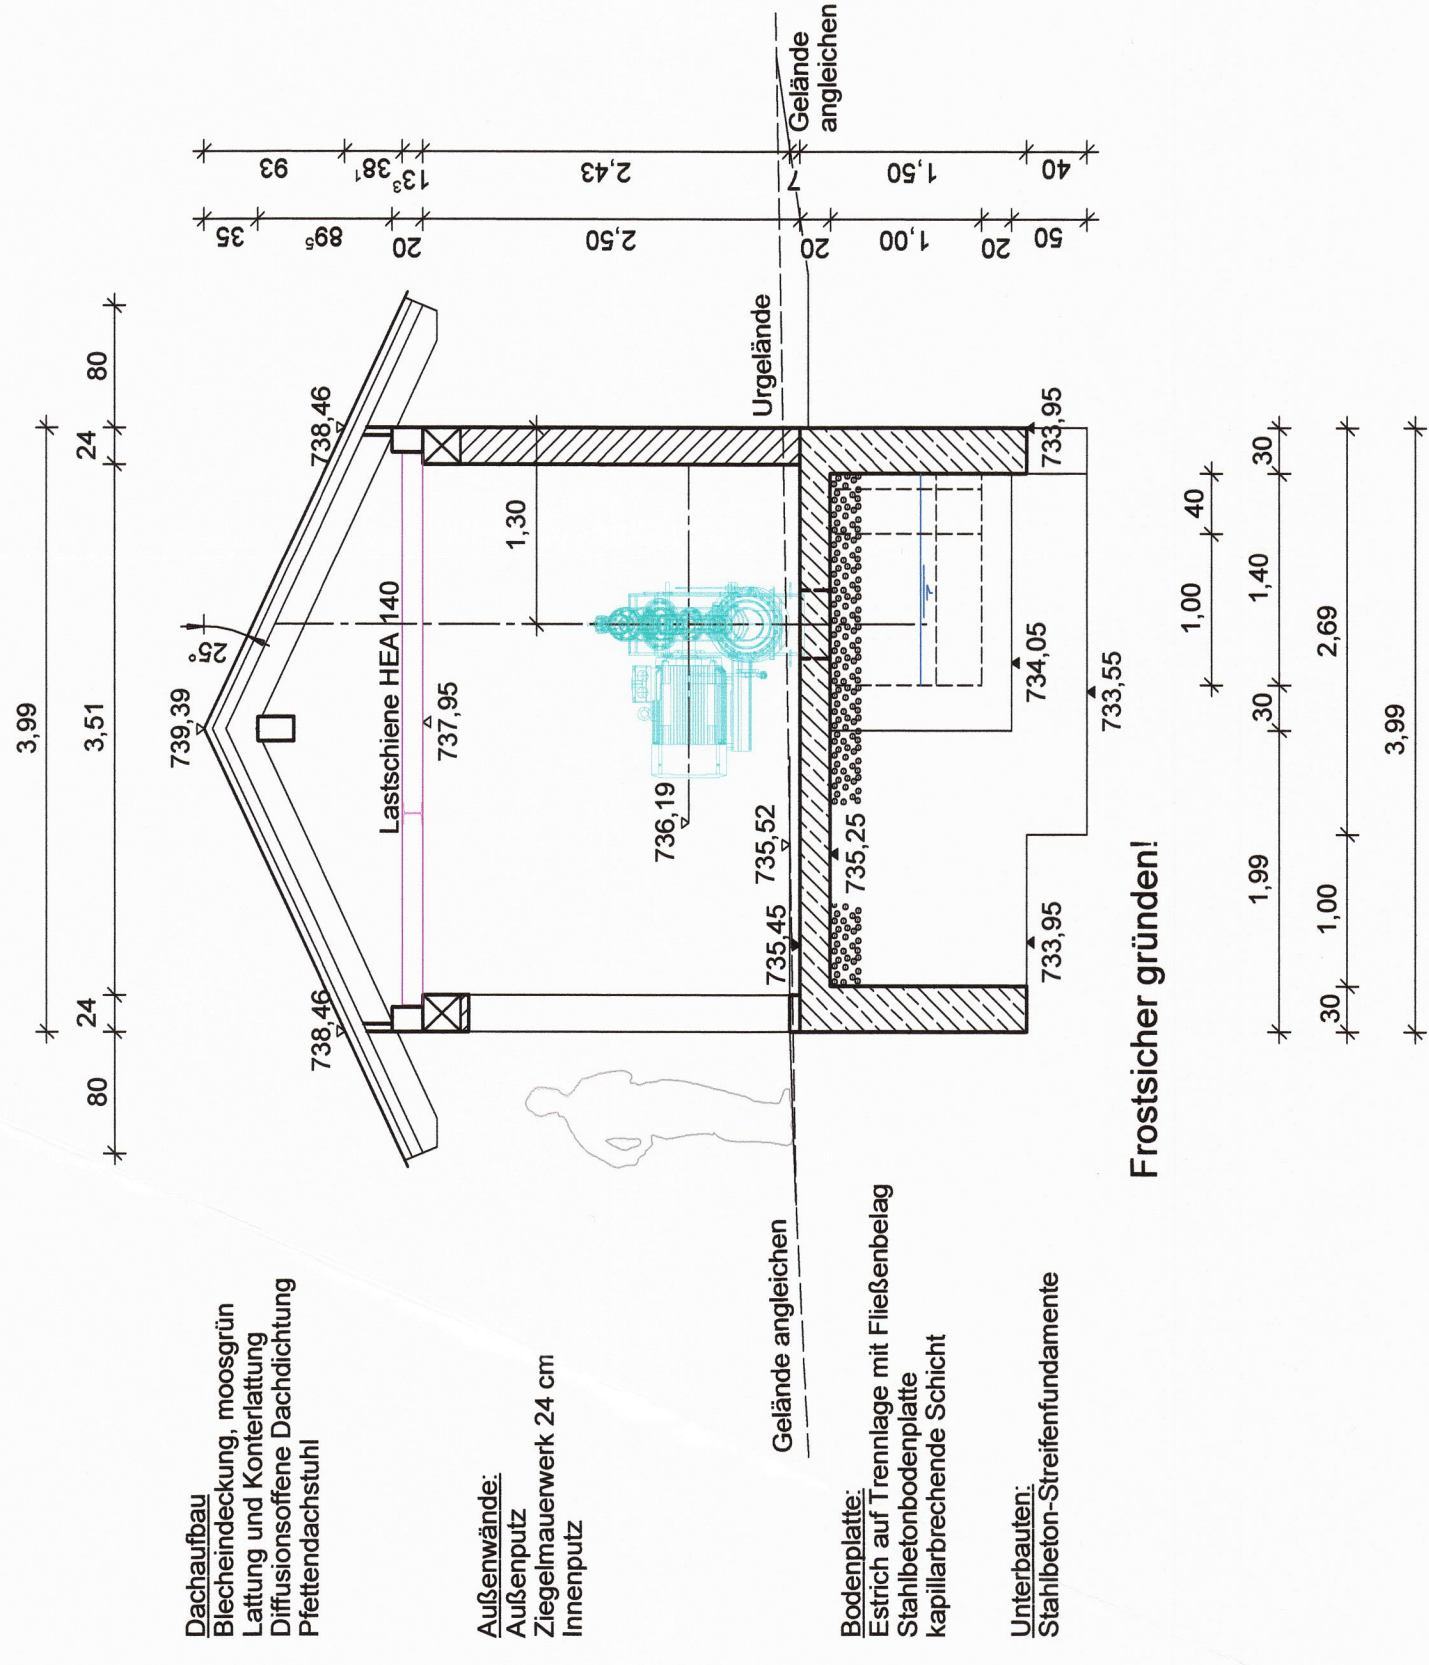 Dachaufbau
Blecheindeckung, moosgrün
Lattung und Konterlattung
Diffusionsoffene Dachdichtung
Pfettendachstuhl
Außenwände:
Außenputz
Ziegelmauerwerk 24 cm
Innenputz
Bodenplatte:
Estrich auf Trennlage mit Fließenbelag
Stahlbetonbodenplatte
kapillarbrechende Schicht
Unterbauten:
Stahlbeton-Streifenfundamente
3,99
80
24
3,51
24
80
739,39
25°
738,46
738,46
Lastschiene HEA 140
737,95
1,30
736,19
735,52
735,45
735,25
Urgelände
Gelände angleichen
Gelände
angleichen
734,05
733,95
733,95
733,55
Frostsicher gründen!
93
38¹
13³
2,43
7
1,50
40
35
89⁵
20
2,50
20
1,00
20
50
1,00
40
1,99
30
1,40
30
30
1,00
2,69
3,99